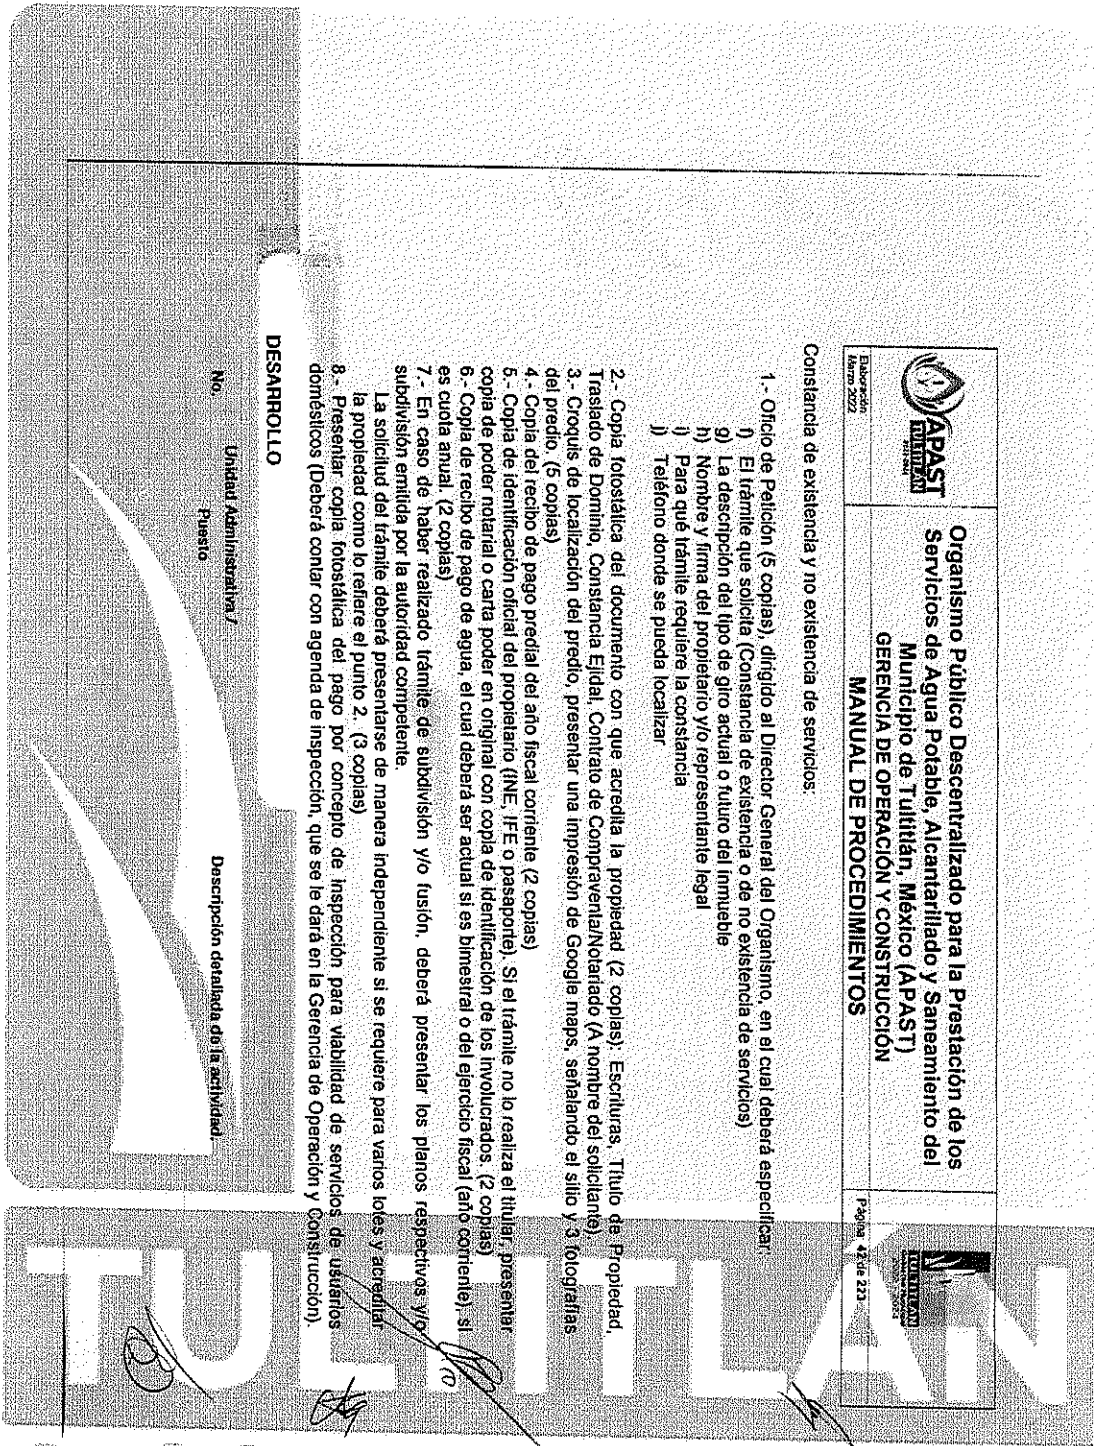 APAST
TULTITLÁN
Elaboración
Marzo 2022
Organismo Público Descentralizado para la Prestación de los
Servicios de Agua Potable, Alcantarillado y Saneamiento del
Municipio de Tultitlán, México (APAST)
GERENCIA DE OPERACIÓN Y CONSTRUCCIÓN
MANUAL DE PROCEDIMIENTOS
TULTITLÁN
Página: 42 de 223
Constancia de existencia y no existencia de servicios:
1.- Oficio de Petición (5 copias), dirigido al Director General del Organismo, en el cual deberá especificar:
f) El trámite que solicita (Constancia de existencia o de no existencia de servicios)
g) La descripción del tipo de giro actual o futuro del inmueble
h) Nombre y firma del propietario y/o representante legal
i) Para qué trámite requiere la constancia
j) Teléfono donde se pueda localizar
2.- Copia fotostática del documento con que acredita la propiedad (2 copias): Escrituras, Título de Propiedad,
Traslado de Dominio, Constancia Ejidal, Contrato de Compraventa/Notariado (A nombre del solicitante)
3.- Croquis de localización del predio, presentar una impresión de Google maps, señalando el sitio y 3 fotografías
del predio. (5 copias)
4.- Copia del recibo de pago predial del año fiscal corriente (2 copias)
5.- Copia de identificación oficial del propietario (INE, IFE o pasaporte). Si el trámite no lo realiza el titular, presentar
copia de poder notarial o carta poder en original con copia de identificación de los involucrados. (2 copias)
6.- Copia de recibo de pago de agua, el cual deberá ser actual si es bimestral o del ejercicio fiscal (año corriente), si
es cuota anual. (2 copias)
7.- En caso de haber realizado trámite de subdivisión y/o fusión, deberá presentar los planos respectivos y/o
subdivisión emitida por la autoridad competente.
La solicitud del trámite deberá presentarse de manera independiente si se requiere para varios lotes y acreditar
la propiedad como lo refiere el punto 2. (3 copias)
8.- Presentar copia fotostática del pago por concepto de inspección para viabilidad de servicios de usuarios
domésticos (Deberá contar con agenda de inspección, que se le dará en la Gerencia de Operación y Construcción).
DESARROLLO
No.
Unidad Administrativa /
Puesto
Descripción detallada de la actividad.
TULTITLÁN